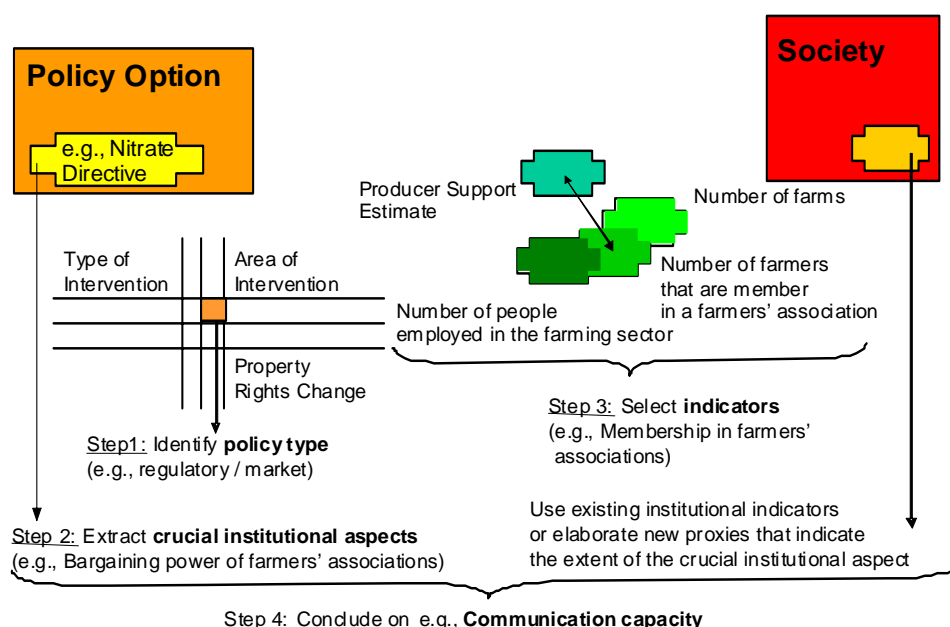 Policy Option
e.g., Nitrate
Directive
Society
Producer Support
Estimate
Number of farms
Type of
Intervention
Area of
Intervention
Number of farmers
that are member
in a farmers' association
Number of people
employed in the farming sector
Property
Rights Change
Step1: Identify policy type
(e.g., regulatory / market)
Step 3: Select indicators
(e.g., Membership in farmers'
associations)
Step 2: Extract crucial institutional aspects
(e.g., Bargaining power of farmers' associations)
Use existing institutional indicators
or elaborate new proxies that indicate
the extent of the crucial institutional aspect
Step 4: Conclude on e.g., Communication capacity